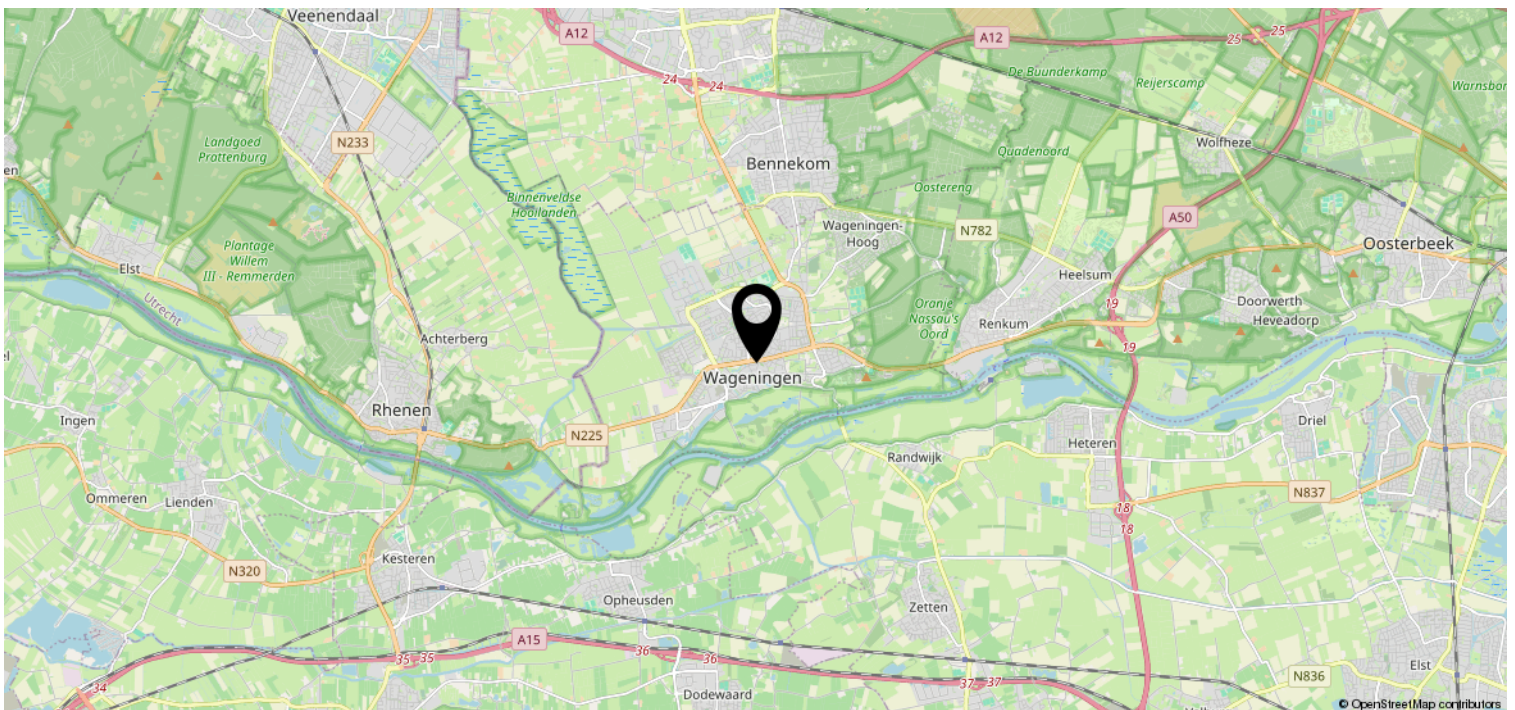 Veenendaal
A12
A12
25
25
24
24
De Buunderkamp
Reijerscamp
Warnsbor
Landgoed
Prattenburg
N233
Bennekom
Wolfheze
Quadenoord
en
Oostereng
Binnenveldse
Hooilanden
A50
Wageningen-
Hoog
N782
Oosterbeek
Plantage
Willem
III - Remmerden
Elst
Heelsum
Utrecht
Oranje
Nassau's
Oord
19
Doorwerth
Heveadorp
Renkum
Achterberg
19
el
Wageningen
Rhenen
Ingen
Driel
N225
Heteren
Randwijk
Ommeren
Lienden
N837
18
18
Kesteren
N320
Opheusden
Zetten
A15
36
36
35
35
Elst
N836
37
37
34
Dodewaard
© OpenStreetMap contributors